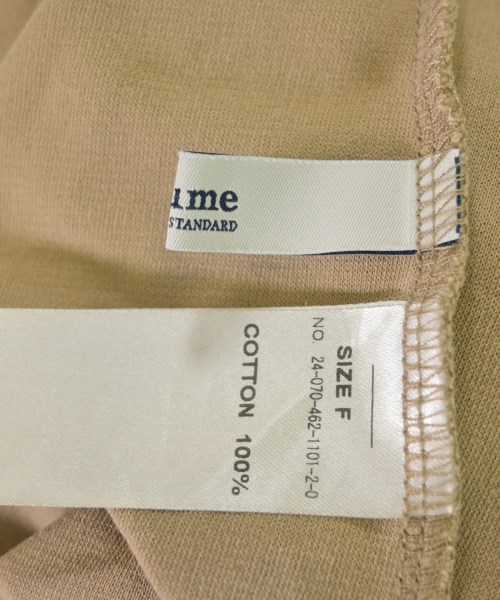 ume
STANDARD
SIZE F
NO. 24-070-462-1101-2-0
COTTON 100%